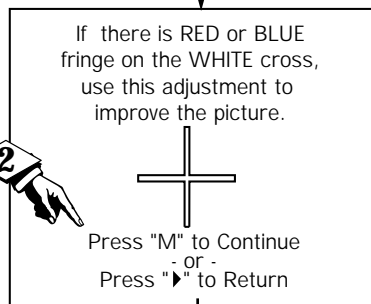 If there is RED or BLUE
fringe on the WHITE cross,
use this adjustment to
improve the picture.
2
Press "M" to Continue
- or -
Press "▶" to Return